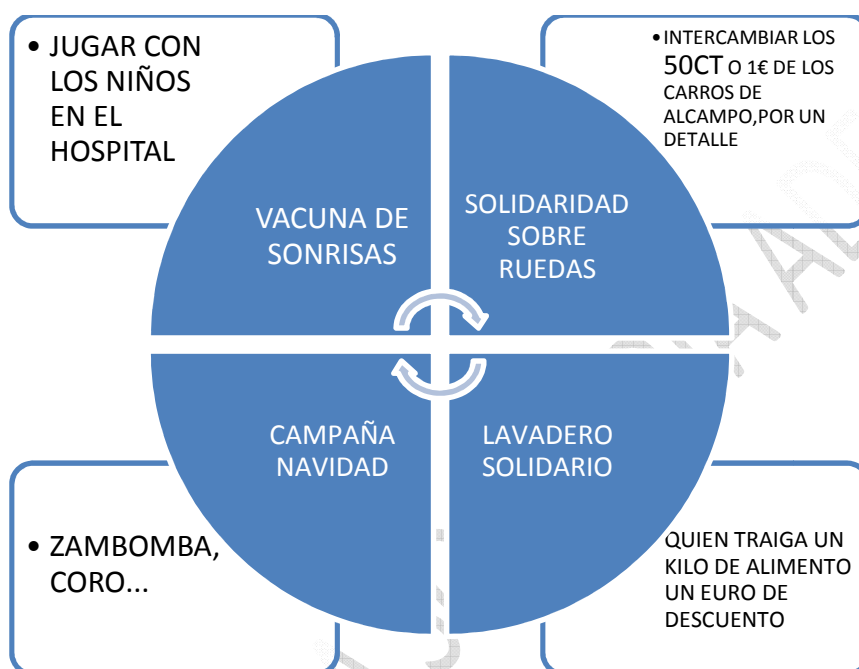 • JUGAR CON
LOS NIÑOS
EN EL
HOSPITAL
• INTERCAMBIAR LOS
50CT O 1€ DE LOS
CARROS DE
ALCAMPO,POR UN
DETALLE
VACUNA DE
SONRISAS
SOLIDARIDAD
SOBRE
RUEDAS
CAMPAÑA
NAVIDAD
LAVADERO
SOLIDARIO
• ZAMBOMBA,
CORO...
QUIEN TRAIGA UN
KILO DE ALIMENTO
UN EURO DE
DESCUENTO